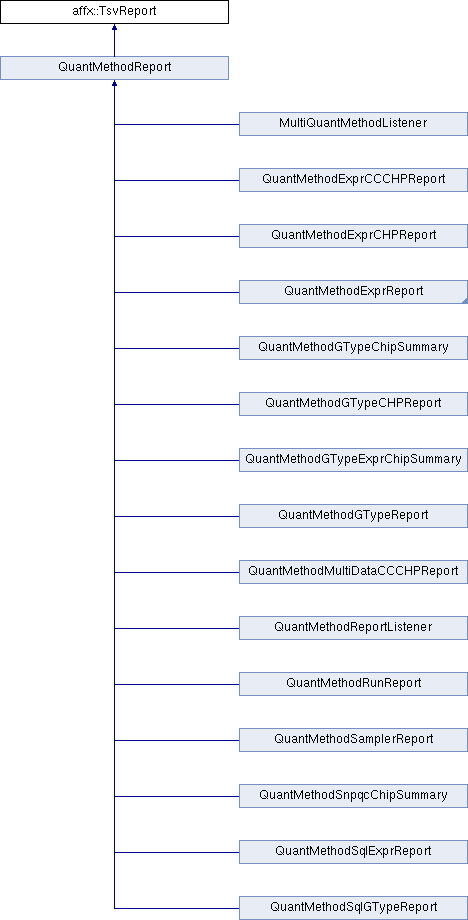 affx::TsvReport
QuantMethodReport
MultiQuantMethodListener
QuantMethodExprCCCHPReport
QuantMethodExprCHPReport
QuantMethodExprReport
QuantMethodGTypeChipSummary
QuantMethodGTypeCHPReport
QuantMethodGTypeExprChipSummary
QuantMethodGTypeReport
QuantMethodMultiDataCCCHPReport
QuantMethodReportListener
QuantMethodRunReport
QuantMethodSamplerReport
QuantMethodSnpqcChipSummary
QuantMethodSqlExprReport
QuantMethodSqlGTypeReport